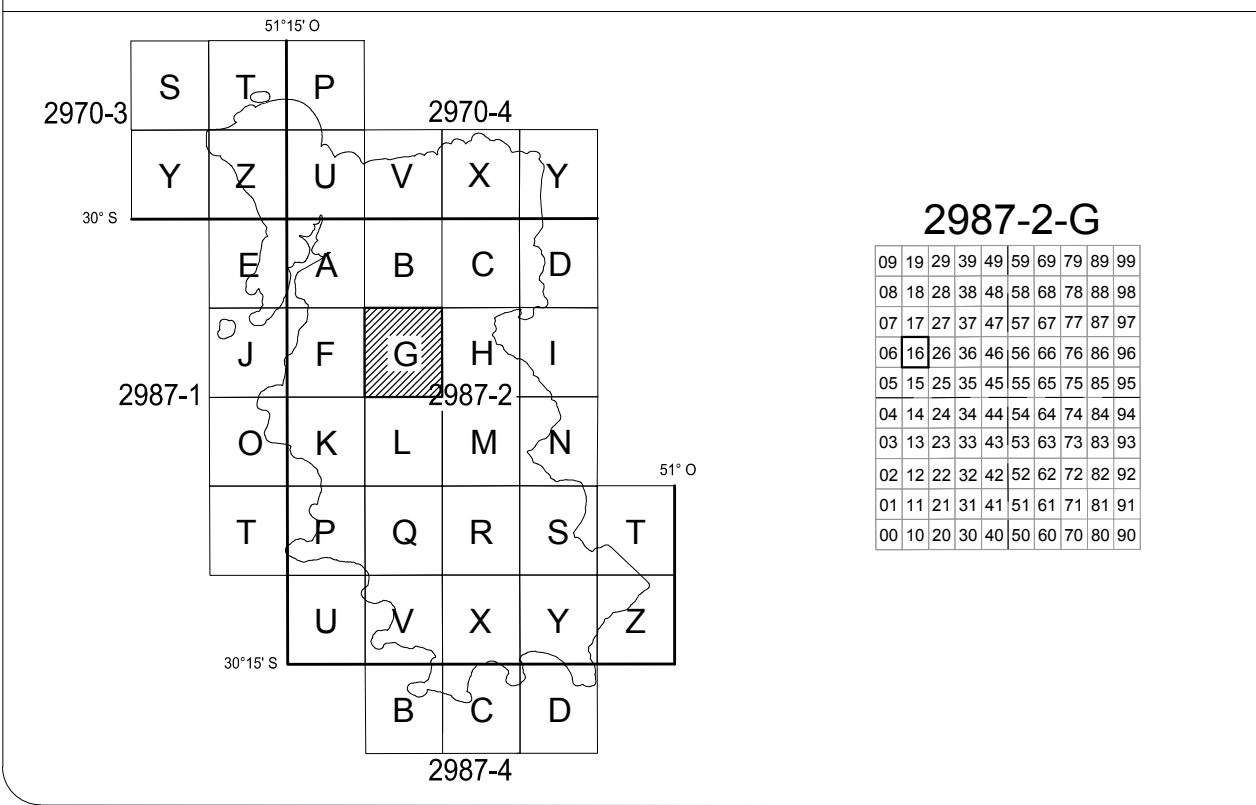 51°15' O
S T P
2970-3 2970-4
Y Z U V X Y
30° S
E A B C D
J F G H I
2987-1 2987-2
O K L M N
51° O
T P Q R S T
U V X Y Z
30°15' S
B C D
2987-4
2987-2-G
09 19 29 39 49 59 69 79 89 99
08 18 28 38 48 58 68 78 88 98
07 17 27 37 47 57 67 77 87 97
06 16 26 36 46 56 66 76 86 96
05 15 25 35 45 55 65 75 85 95
04 14 24 34 44 54 64 74 84 94
03 13 23 33 43 53 63 73 83 93
02 12 22 32 42 52 62 72 82 92
01 11 21 31 41 51 61 71 81 91
00 10 20 30 40 50 60 70 80 90